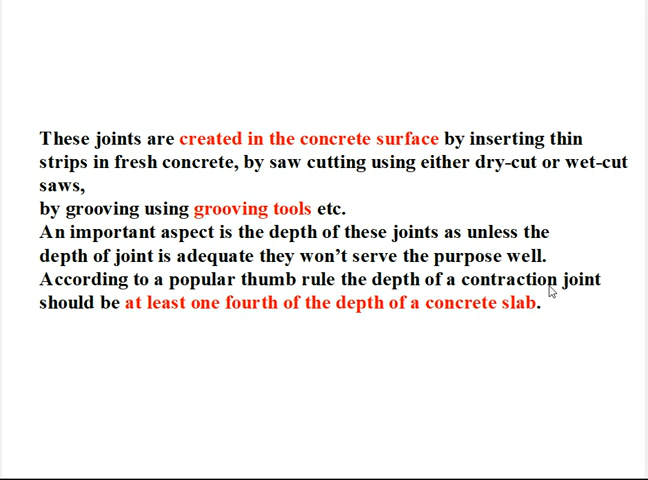 These joints are created in the concrete surface by inserting thin
strips in fresh concrete, by saw cutting using either dry-cut or wet-cut
saws,
by grooving using grooving tools etc.
An important aspect is the depth of these joints as unless the
depth of joint is adequate they won’t serve the purpose well.
According to a popular thumb rule the depth of a contraction joint
should be at least one fourth of the depth of a concrete slab.